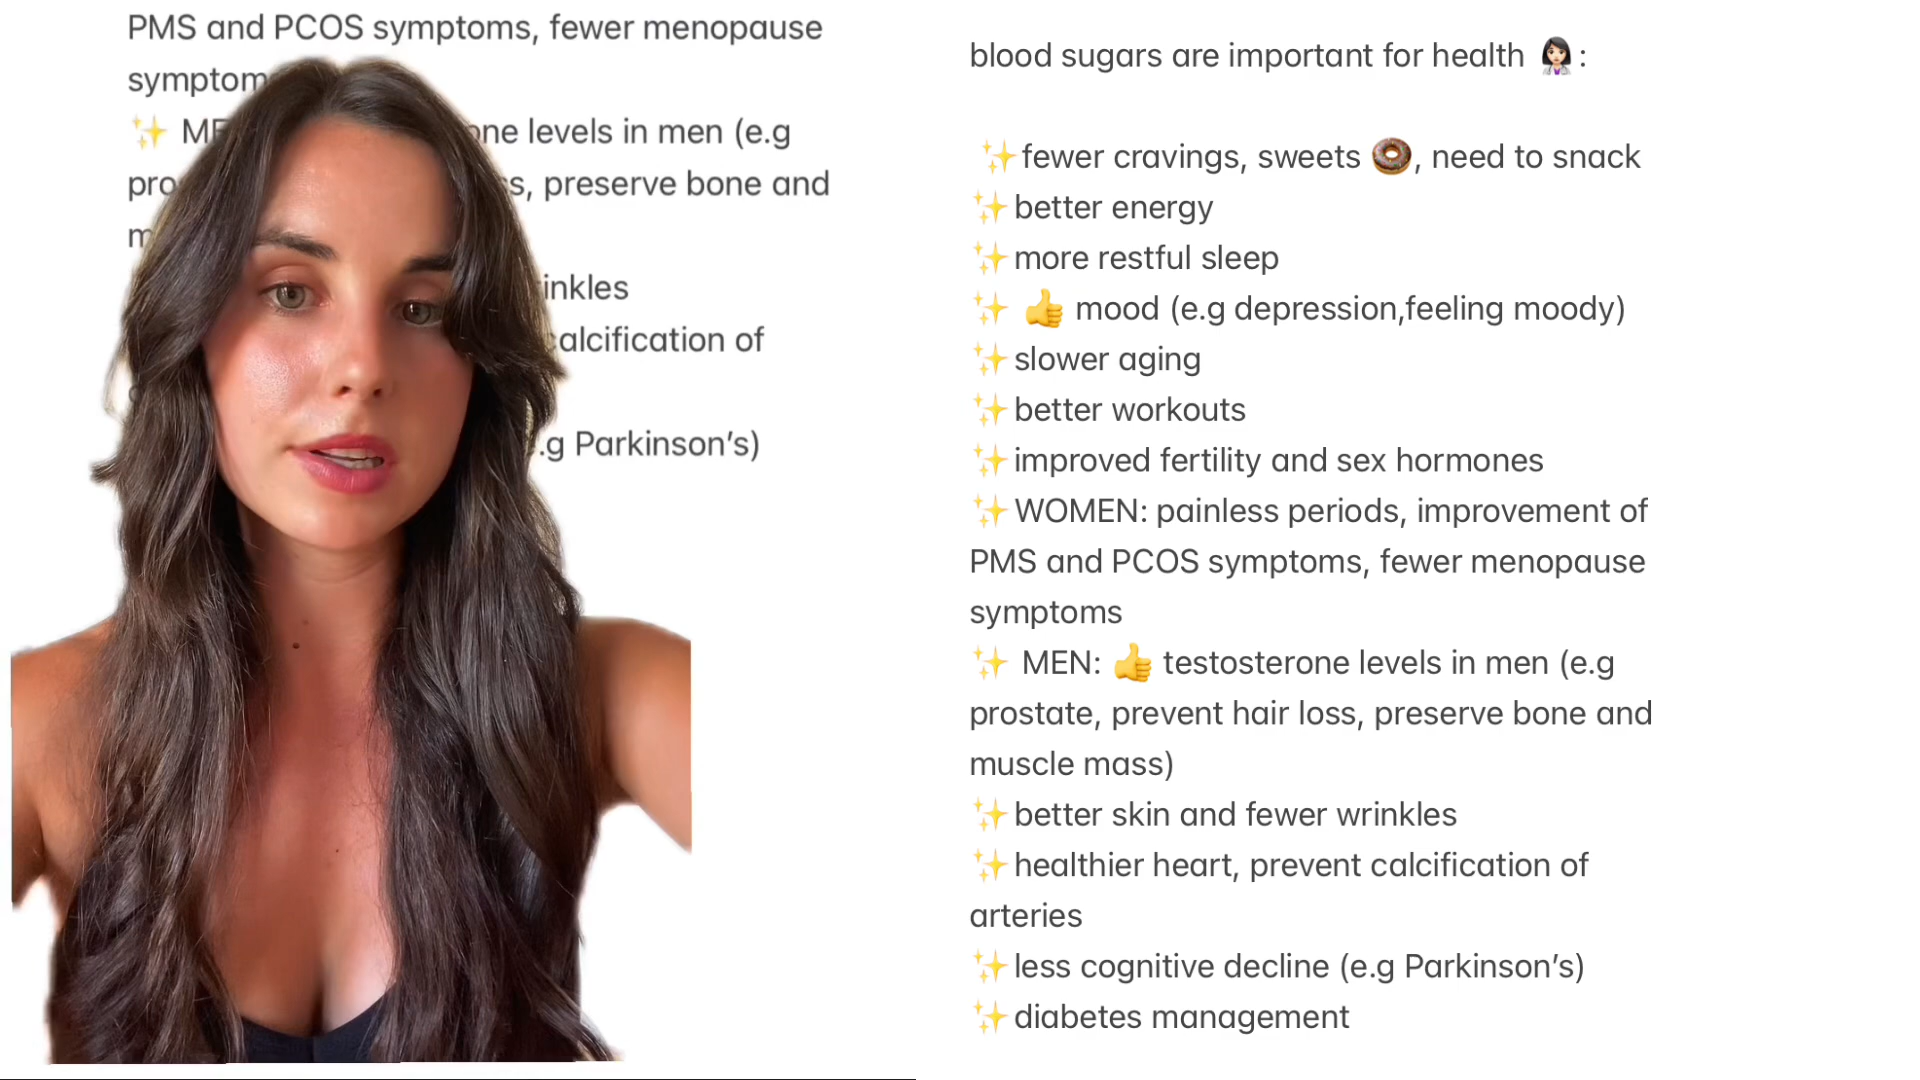 PMS and PCOS symptoms, fewer menopause
symptom
✨ ME ne levels in men (e.g
pro s, preserve bone and
m
inkles
calcification of
.g Parkinson’s)
blood sugars are important for health 👩🏻‍⚕️:
✨fewer cravings, sweets 🍩, need to snack
✨better energy
✨more restful sleep
✨ 👍 mood (e.g depression,feeling moody)
✨slower aging
✨better workouts
✨improved fertility and sex hormones
✨WOMEN: painless periods, improvement of
PMS and PCOS symptoms, fewer menopause
symptoms
✨ MEN: 👍 testosterone levels in men (e.g
prostate, prevent hair loss, preserve bone and
muscle mass)
✨better skin and fewer wrinkles
✨healthier heart, prevent calcification of
arteries
✨less cognitive decline (e.g Parkinson’s)
✨diabetes management